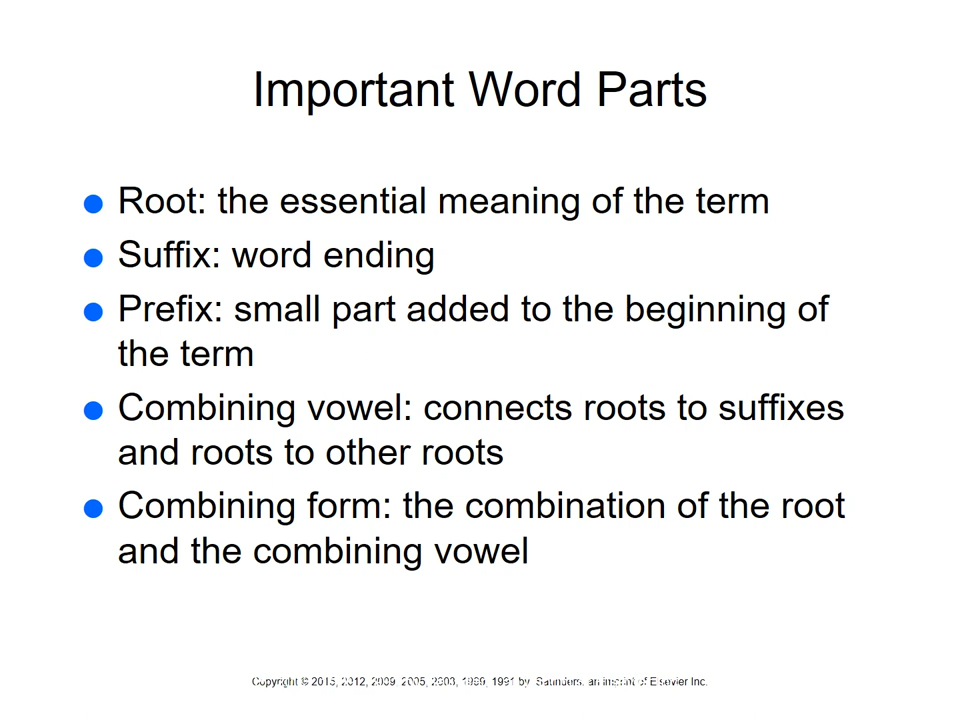 Important Word Parts
Root: the essential meaning of the term
Suffix: word ending
Prefix: small part added to the beginning of
the term
Combining vowel: connects roots to suffixes
and roots to other roots
Combining form: the combination of the root
and the combining vowel
Copyright © 2015, 2012, 2009, 2005, 2003, 1999, 1991 by Saunders, an imprint of Elsevier Inc.